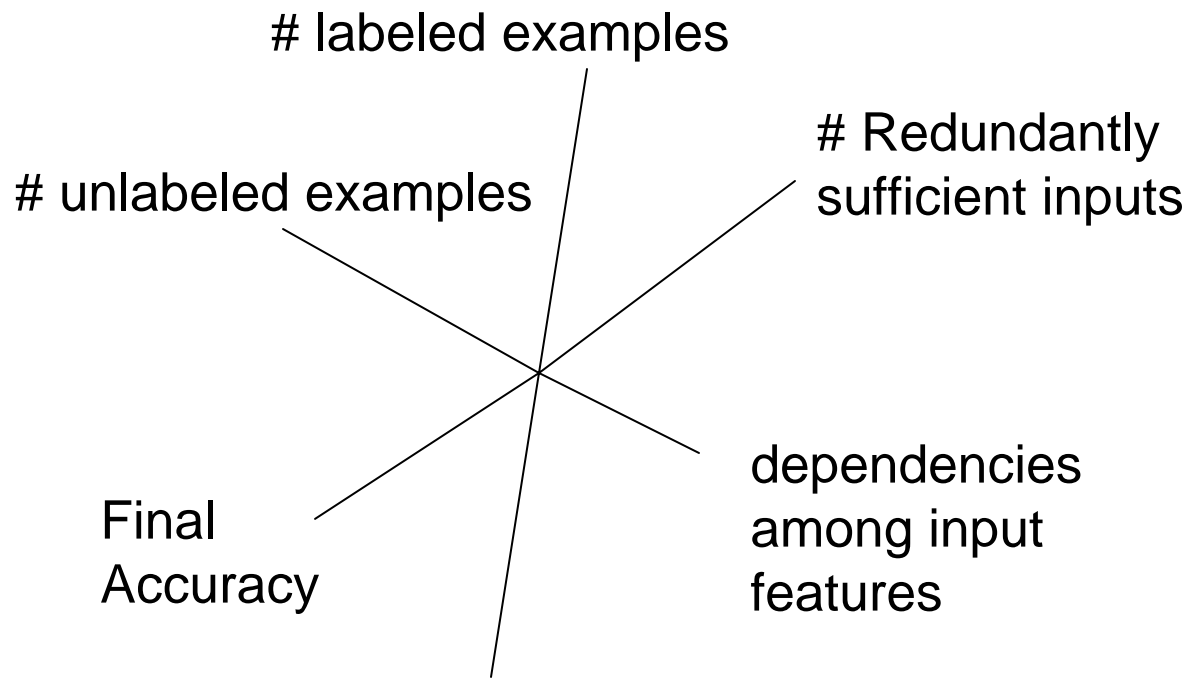 # labeled examples
# Redundantly
sufficient inputs
# unlabeled examples
dependencies
among input
features
Final
Accuracy